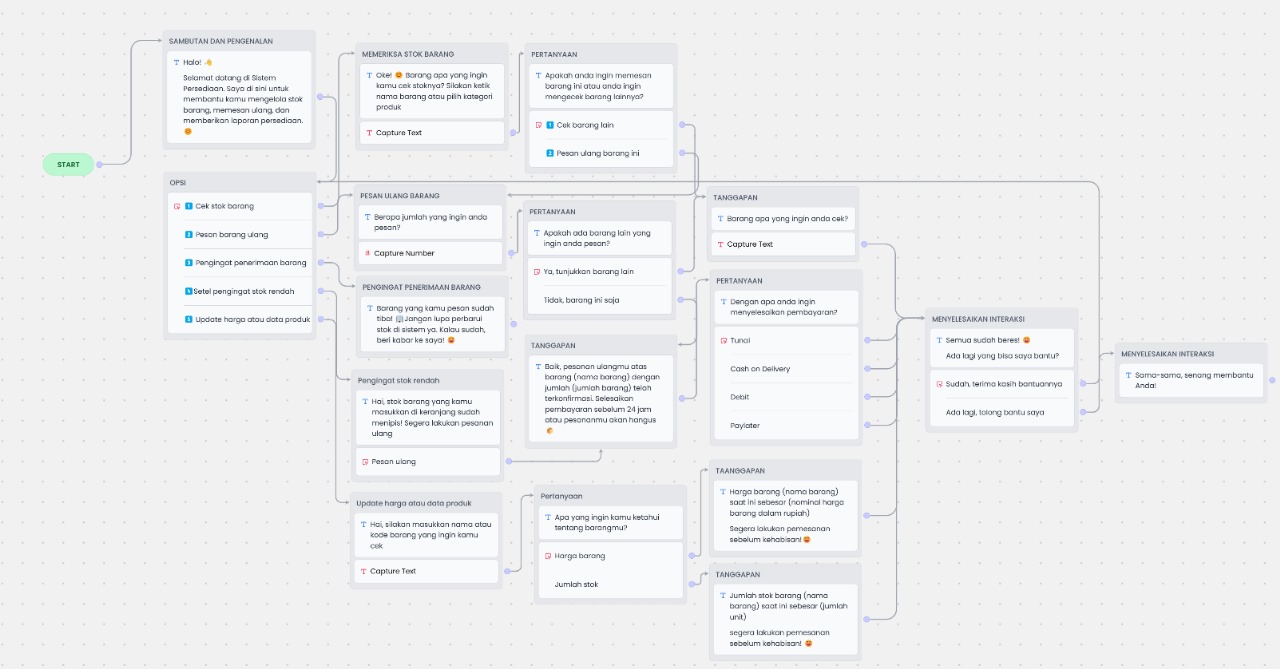 START
SAMBUTAN DAN PENGENALAN
Halo! 👋
Selamat datang di Sistem
Persediaan. Saya di sini untuk
membantu kamu mengelola stok
barang, memesan ulang, dan
memberikan laporan persediaan.
😊
OPSI
1 Cek stok barang
2 Pesan barang ulang
3 Pengingat penerimaan barang
4 Setel pengingat stok rendah
5 Update harga atau data produk
MEMERIKSA STOK BARANG
Oke! 😊 Barang apa yang ingin
kamu cek stoknya? Silakan ketik
nama barang atau pilih kategori
produk
Capture Text
PERTANYAAN
Apakah anda ingin memesan
barang ini atau anda ingin
mengecek barang lainnya?
1 Cek barang lain
2 Pesan ulang barang ini
PESAN ULANG BARANG
Berapa jumlah yang ingin anda
pesan?
# Capture Number
PERTANYAAN
Apakah ada barang lain yang
ingin anda pesan?
Ya, tunjukkan barang lain
Tidak, barang ini saja
TANGGAPAN
Barang apa yang ingin anda cek?
Capture Text
PENGINGAT PENERIMAAN BARANG
Barang yang kamu pesan sudah
tiba! Jangan lupa perbarui
stok di sistem ya. Kalau sudah,
beri kabar ke saya! 😄
TANGGAPAN
Baik, pesanan ulangmu atas
barang (nama barang) dengan
jumlah (jumlah barang) telah
terkonfirmasi. Selesaikan
pembayaran sebelum 24 jam
atau pesananmu akan hangus
PERTANYAAN
Dengan apa anda ingin
menyelesaikan pembayaran?
Tunai
Cash on Delivery
Debit
Paylater
MENYELESAIKAN INTERAKSI
Semua sudah beres! 😄
Ada lagi yang bisa saya bantu?
Sudah, terima kasih bantuannya
Ada lagi, tolong bantu saya
MENYELESAIKAN INTERAKSI
Sama-sama, senang membantu
Anda!
Pengingat stok rendah
Hai, stok barang yang kamu
masukkan di keranjang sudah
menipis! Segera lakukan pesanan
ulang
Pesan ulang
Update harga atau data produk
Hai, silakan masukkan nama atau
kode barang yang ingin kamu
cek
Capture Text
Pertanyaan
Apa yang ingin kamu ketahui
tentang barangmu?
Harga barang
Jumlah stok
TAANGGAPAN
Harga barang (nama barang)
saat ini sebesar (nominal harga
barang dalam rupiah)
Segera lakukan pemesanan
sebelum kehabisan! 😄
TANGGAPAN
Jumlah stok barang (nama
barang) saat ini sebesar (jumlah
unit)
segera lakukan pemesanan
sebelum kehabisan! 😄